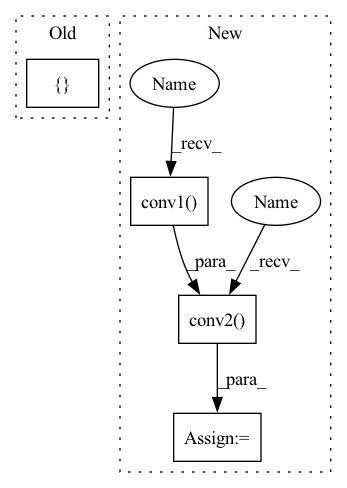 Old
New
{}
Name
_recv_
conv1()
Name
_para_
_recv_
conv2()
_para_
Assign:=